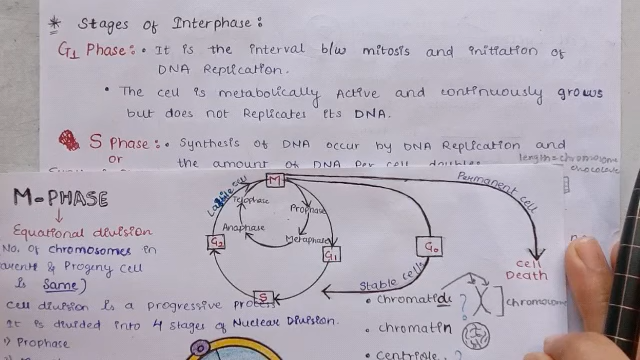 * Stages of Interphase:
G1 Phase: • It is the interval b/w mitosis and initiation of
DNA Replication.
• The cell is metabolically Active and continuously grows
but does not Replicates its DNA.
S Phase: • Synthesis of DNA occur by DNA Replication and
or
the amount of DNA per cell doubles
M-PHASE
Equational division
No. of chromosomes in
parent & Progeny cell
is same)
cell division is a progressive process
It is divided into 4 stages of Nuclear Division.
1) Prophase
M
Telophase
Prophase
Anaphase
Metaphase
G2
G1
S
G0
Permanent cell
Stable cells
cell
Death
• chromatids
?
chromosome
• chromatin
• centriole